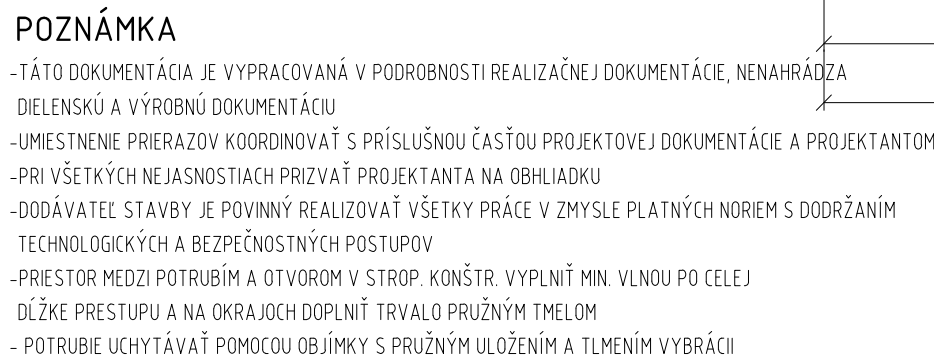 POZNÁMKA
-TÁTO DOKUMENTÁCIA JE VYPRACOVANÁ V PODROBNOSTI REALIZAČNEJ DOKUMENTÁCIE, NENAHRÁDZA
DIELENSKÚ A VÝROBNÚ DOKUMENTÁCIU
-UMIESTNENIE PRIERAZOV KOORDINOVAŤ S PRÍSLUŠNOU ČASŤOU PROJEKTOVEJ DOKUMENTÁCIE A PROJEKTANTOM
-PRI VŠETKÝCH NEJASNOSTIACH PRIZVAŤ PROJEKTANTA NA OBHLIADKU
-DODÁVATEĽ STAVBY JE POVINNÝ REALIZOVAŤ VŠETKY PRÁCE V ZMYSLE PLATNÝCH NORIEM S DODRŽANÍM
TECHNOLOGICKÝCH A BEZPEČNOSTNÝCH POSTUPOV
-PRIESTOR MEDZI POTRUBÍM A OTVOROM V STROP. KONŠTR. VYPLNIŤ MIN. VLNOU PO CELEJ
DĹŽKE PRESTUPU A NA OKRAJOCH DOPLNIŤ TRVALO PRUŽNÝM TMELOM
- POTRUBIE UCHYTÁVAŤ POMOCOU OBJÍMKY S PRUŽNÝM ULOŽENÍM A TLMENÍM VYBRÁCII